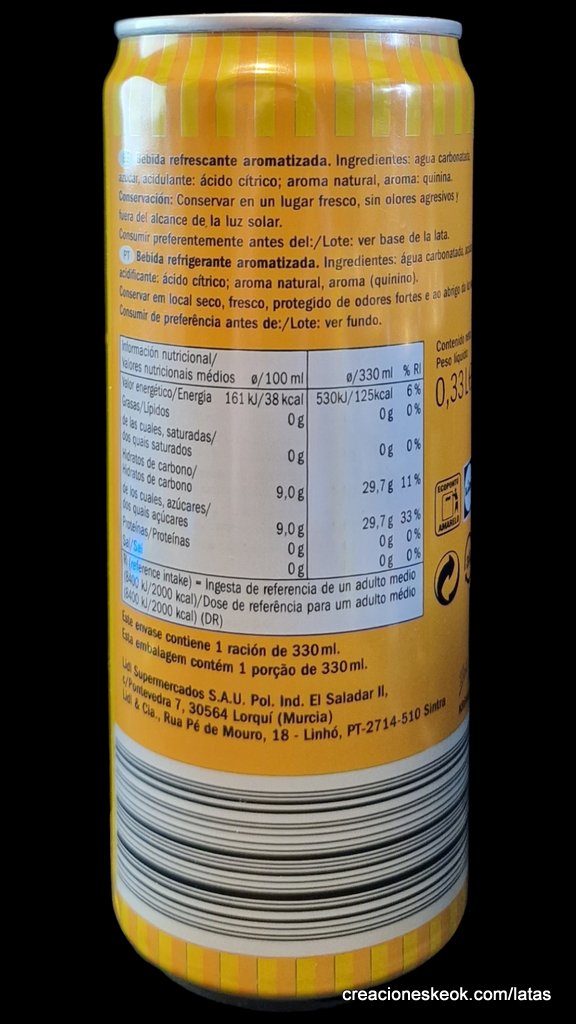 ES Bebida refrescante aromatizada. Ingredientes: agua carbonatada,
azúcar, acidulante: ácido cítrico; aroma natural, aroma: quinina.
Conservación: Conservar en un lugar fresco, sin olores agresivos y
fuera del alcance de la luz solar.
Consumir preferentemente antes del:/Lote: ver base de la lata.
PT Bebida refrigerante aromatizada. Ingredientes: água carbonatada,
acidificante: ácido cítrico; aroma natural, aroma (quinino).
Conservar em local seco, fresco, protegido de odores fortes e ao abrigo da
Consumir de preferência antes de:/Lote: ver fundo.
Información nutricional/
Valores nutricionais médios ø/100 ml ø/330 ml % RI
Valor energético/Energia 161 kJ/38 kcal 530kJ/125kcal 6%
Grasas/Lípidos 0g 0g 0%
de las cuales, saturadas/
dos quais saturados 0g 0g 0%
Hidratos de carbono/
Hidratos de carbono 9,0g 29,7g 11%
de los cuales, azúcares/
dos quais açúcares 9,0g 29,7g 33%
Proteínas/Proteínas 0g 0g 0%
Sal/Sal 0g 0g 0%
RI (reference intake) = Ingesta de referencia de un adulto medio
(8400 kJ/2000 kcal)/Dose de referência para um adulto médio
(8400 kJ/2000 kcal) (DR)
Contenido
Peso líquido
0,33 L
ECOPONTO
AMARELO
Este envase contiene 1 ración de 330ml.
Esta embalagem contém 1 porção de 330ml.
Lidl Supermercados S.A.U. Pol. Ind. El Saladar II,
c/Pontevedra 7, 30564 Lorquí (Murcia)
Lidl & Cia., Rua Pé de Mouro, 18 - Linhó, PT-2714-510 Sintra
creacioneskeok.com/latas